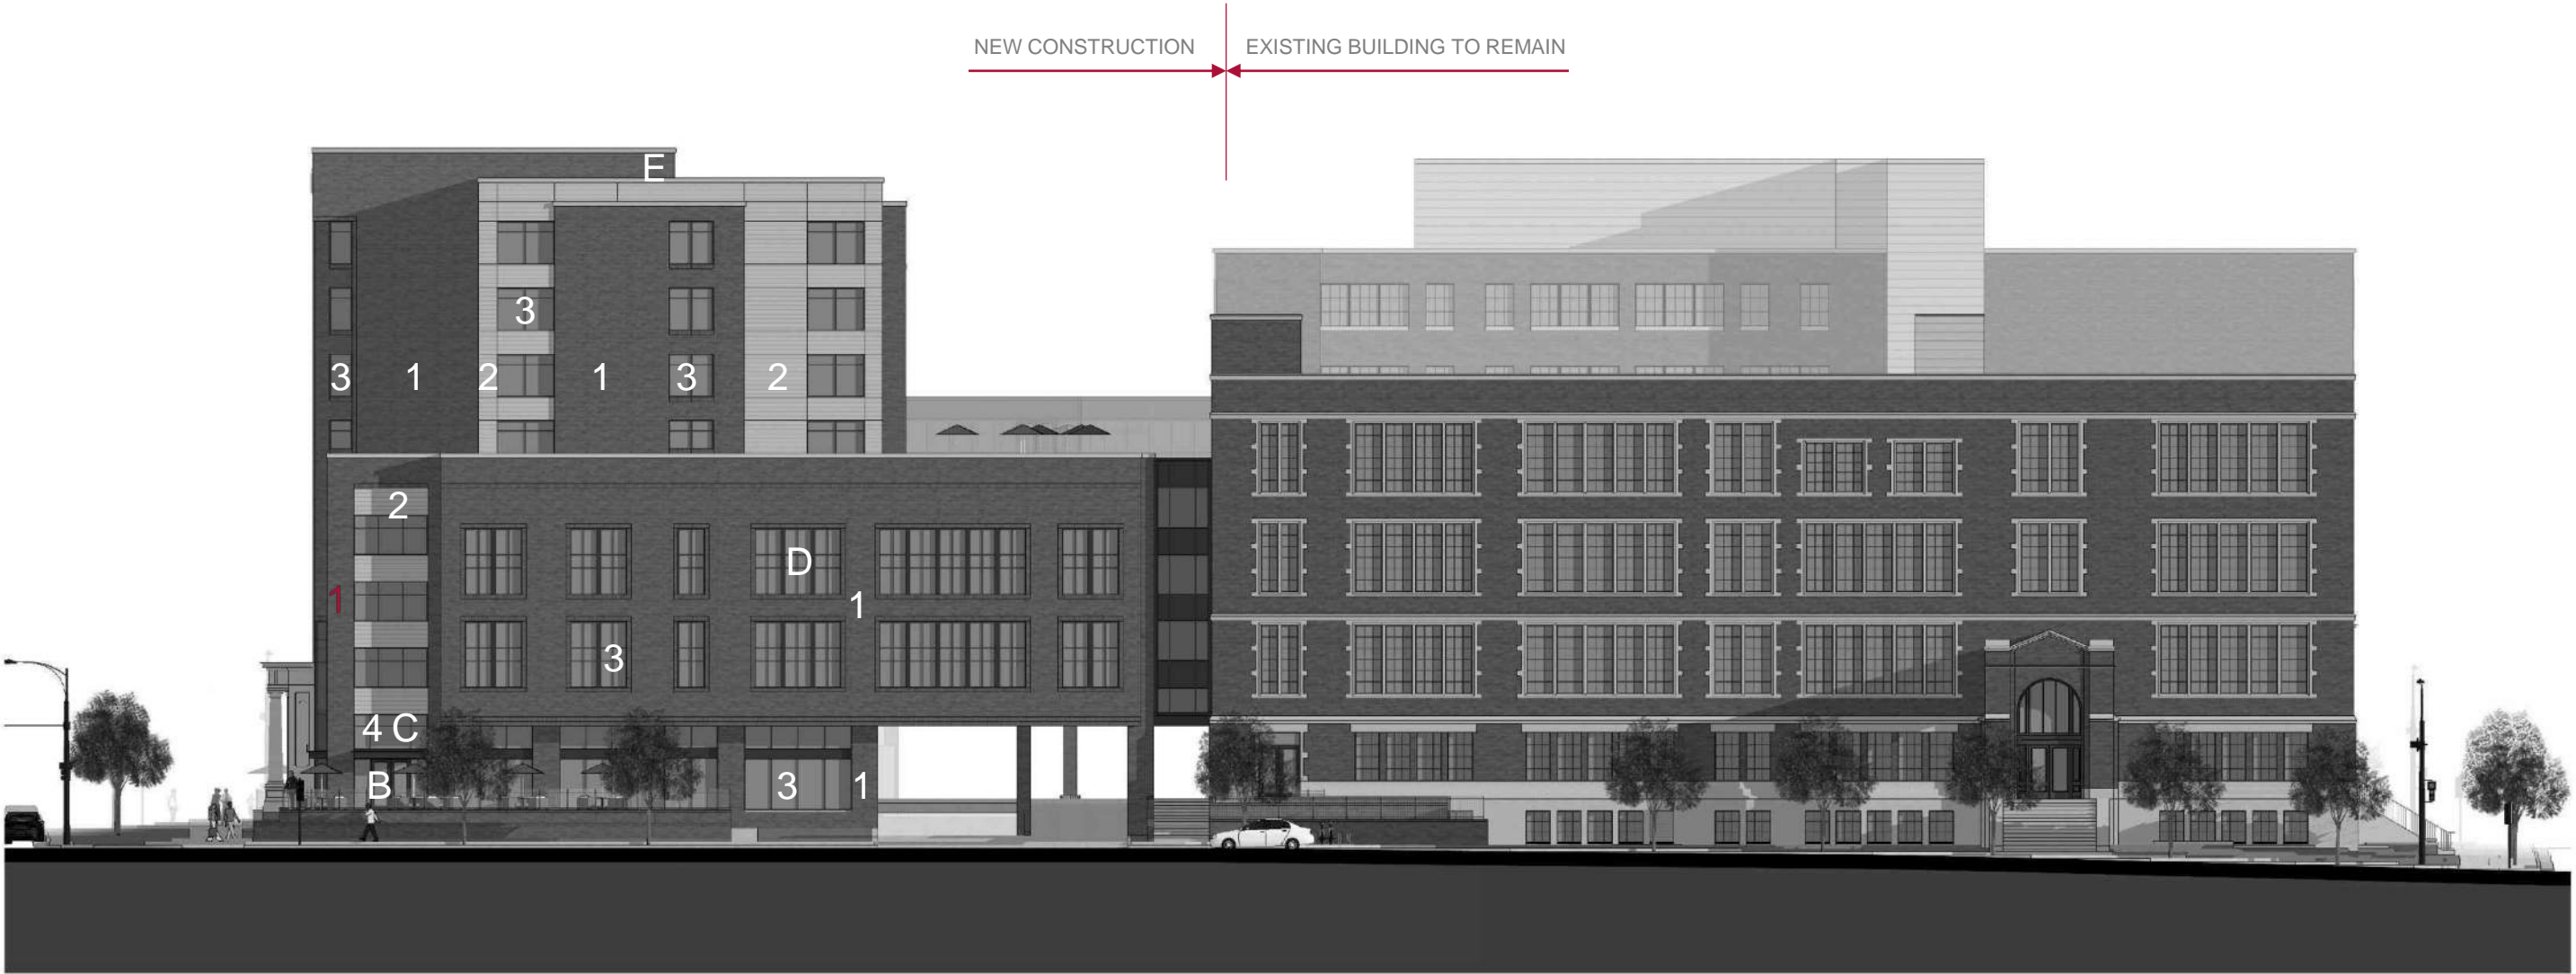 NEW CONSTRUCTION EXISTING BUILDING TO REMAIN
E
3
3 1 2 1 3 2
2
D
1 1
3
4 C
B 3 1